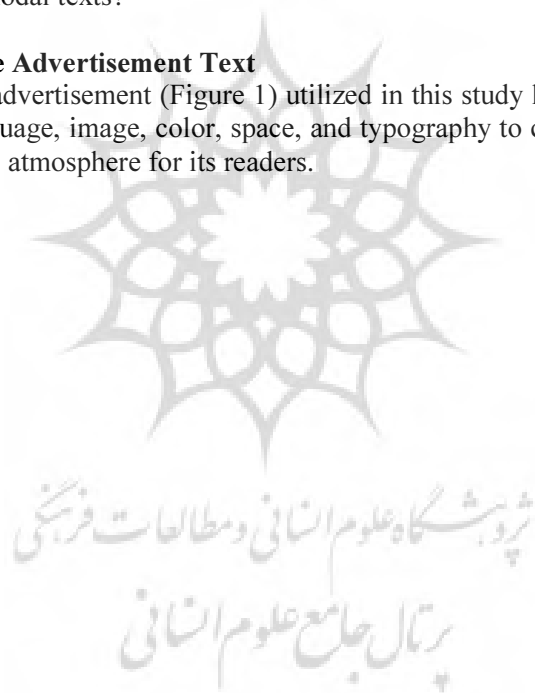 odal texts?
e Advertisement Text
advertisement (Figure 1) utilized in this study
uage, image, color, space, and typography to
atmosphere for its readers.
پژوهشگاه علوم انسانی و مطالعات فرهنگی
پرتال جامع علوم انسانی